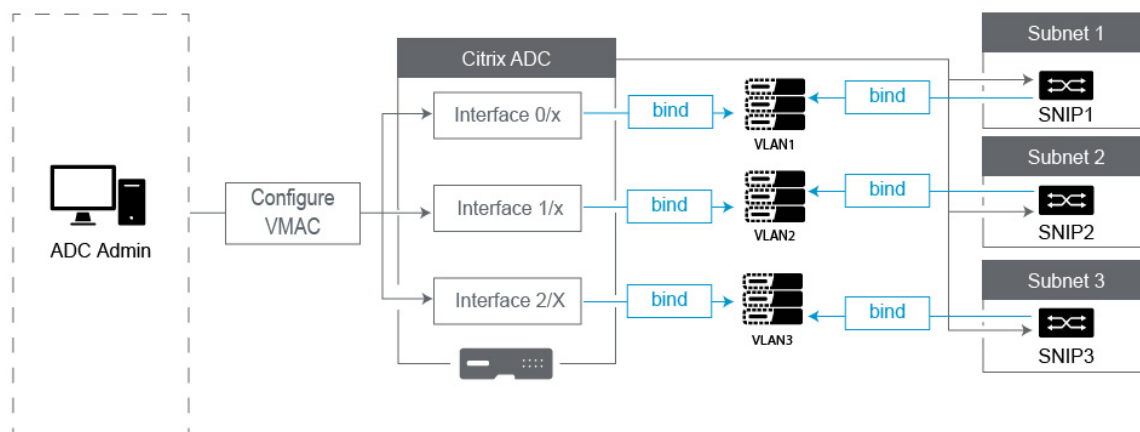 ADC Admin
Configure
VMAC
Citrix ADC
Interface 0/x
Interface 1/x
Interface 2/X
bind
bind
bind
VLAN1
VLAN2
VLAN3
bind
bind
bind
Subnet 1
SNIP1
Subnet 2
SNIP2
Subnet 3
SNIP3